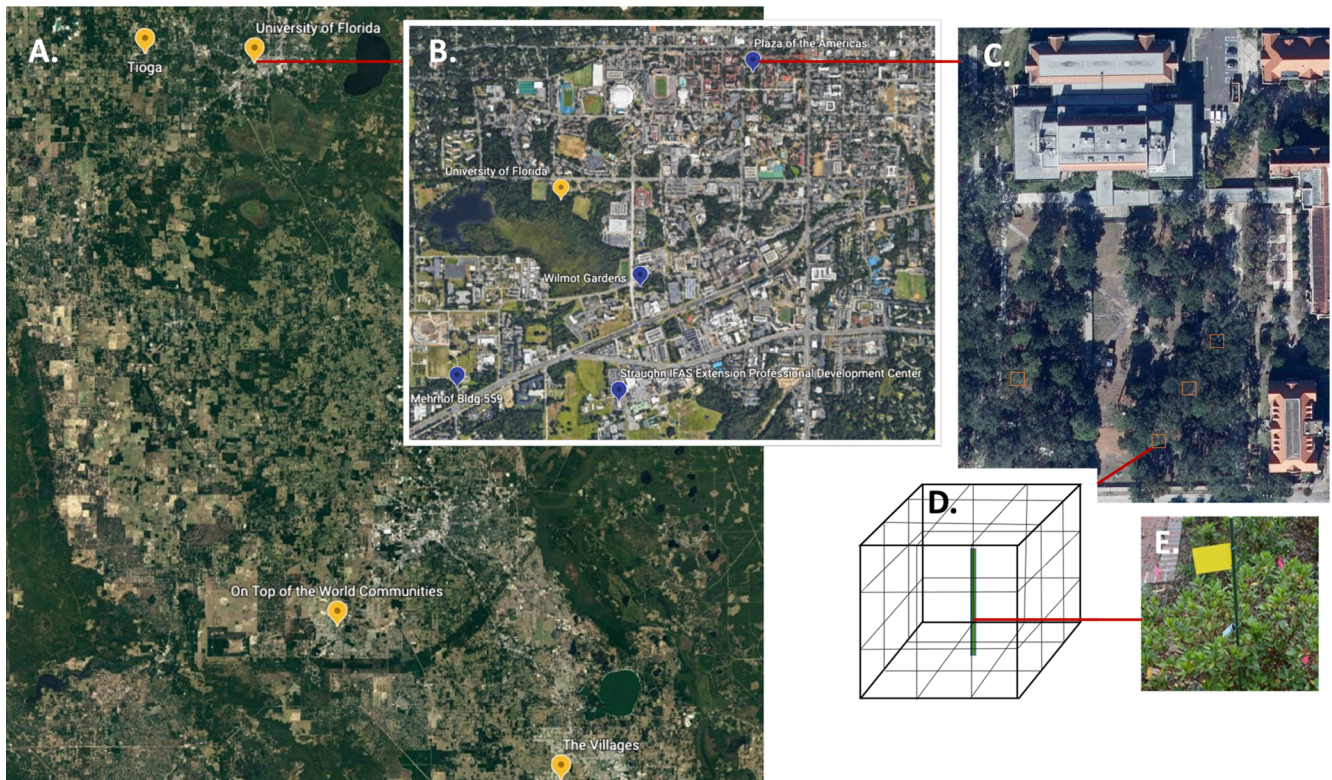 A.
Tioga
University of Florida
B.
Plaza of the Americas
University of Florida
Wilmot Gardens
Mehrhof Bldg 559
Straughn IFAS Extension Professional Development Center
On Top of the World Communities
The Villages
C.
D.
E.